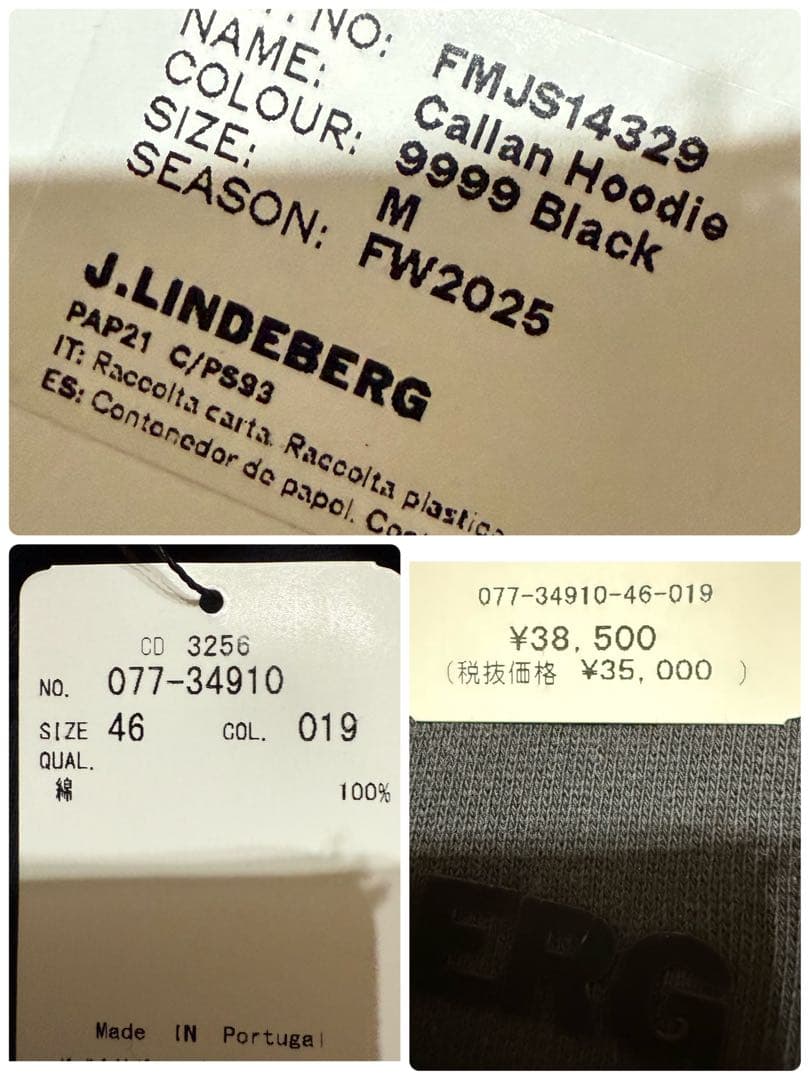 NO: FMJS14329
NAME: Callan Hoodie
COLOUR: 9999 Black
SIZE: M
SEASON: FW2025
J.LINDEBERG
PAP21 C/PS93
IT: Raccolta carta. Raccolta plastica
ES: Contenedor de papel.
CD 3256
NO. 077-34910
SIZE 46 COL. 019
QUAL.
綿 100%
Made IN Portugal
077-34910-46-019
¥38,500
(税抜価格 ¥35,000 )
ERG